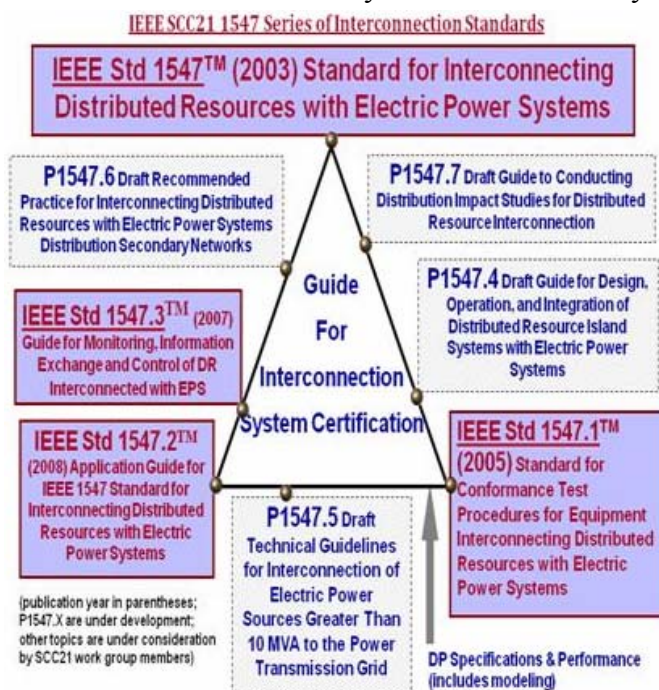 IEEE SCC21 1547 Series of Interconnection Standards
IEEE Std 1547™ (2003) Standard for Interconnecting
Distributed Resources with Electric Power Systems
P1547.6 Draft Recommended
Practice for Interconnecting Distributed
Resources with Electric Power Systems
Distribution Secondary Networks
P1547.7 Draft Guide to Conducting
Distribution Impact Studies for Distributed
Resource Interconnection
P1547.4 Draft Guide for Design,
Operation, and Integration of
Distributed Resource Island
Systems with Electric Power
Systems
Guide
For
Interconnection
System Certification
IEEE Std 1547.3™ (2007)
Guide for Monitoring, Information
Exchange and Control of DR
Interconnected with EPS
IEEE Std 1547.2™
(2008) Application Guide for
IEEE 1547 Standard for
Interconnecting Distributed
Resources with Electric
Power Systems
IEEE Std 1547.1™
(2005) Standard for
Conformance Test
Procedures for Equipment
Interconnecting Distributed
Resources with Electric
Power Systems
P1547.5 Draft
Technical Guidelines
for Interconnection of
Electric Power
Sources Greater Than
10 MVA to the Power
Transmission Grid
(publication year in parentheses;
P1547.X are under development;
other topics are under consideration
by SCC21 work group members)
DP Specifications & Performance
(includes modeling)